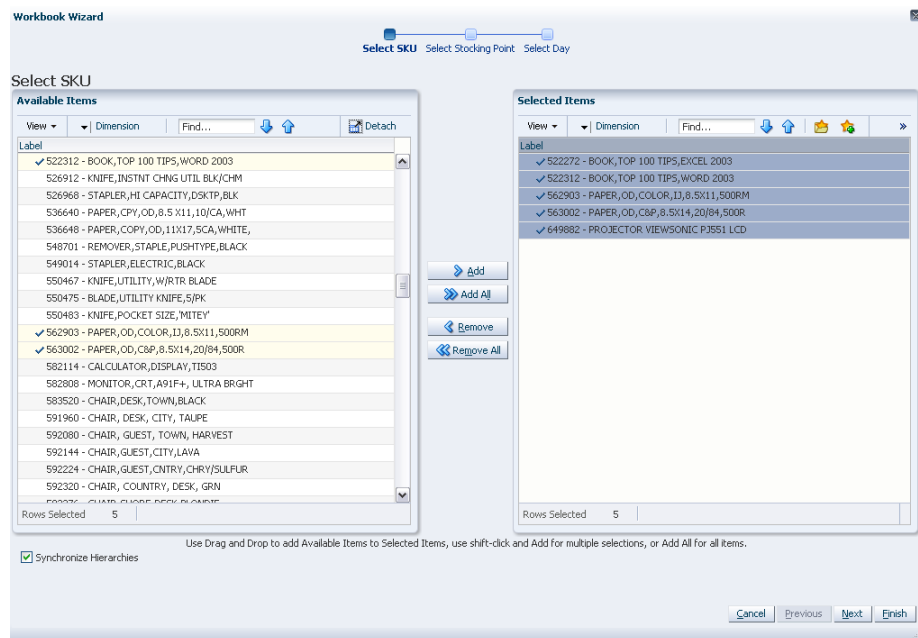 Workbook Wizard
Select SKU Select Stocking Point Select Day
Select SKU
Available Items
View Dimension Find... Detach
Label
522312 - BOOK,TOP 100 TIPS,WORD 2003
526912 - KNIFE,INSTNT CHNG UTIL BLK/CHM
526968 - STAPLER,HI CAPACITY,DSKTP,BLK
536640 - PAPER,CPY,OD,8.5 X11,10/CA,WHT
536648 - PAPER,COPY,OD,11X17,5CA,WHITE,
548701 - REMOVER,STAPLE,PUSHTYPE,BLACK
549014 - STAPLER,ELECTRIC,BLACK
550467 - KNIFE,UTILITY,W/RTR BLADE
550475 - BLADE,UTILITY KNIFE,5/PK
550483 - KNIFE,POCKET SIZE,'MITEY'
562903 - PAPER,OD,COLOR,IJ,8.5X11,500RM
563002 - PAPER,OD,C&P,8.5X14,20/84,500R
582114 - CALCULATOR,DISPLAY,TI503
582808 - MONITOR,CRT,A91F+, ULTRA BRGHT
583520 - CHAIR,DESK,TOWN,BLACK
591960 - CHAIR, DESK, CITY, TAUPE
592080 - CHAIR, GUEST, TOWN, HARVEST
592144 - CHAIR,GUEST,CITY,LAVA
592224 - CHAIR,GUEST,CNTRY,CHRY/SULFUR
592320 - CHAIR, COUNTRY, DESK, GRN
Rows Selected 5
Add
Add All
Remove
Remove All
Selected Items
View Dimension Find... »
Label
522272 - BOOK,TOP 100 TIPS,EXCEL 2003
522312 - BOOK,TOP 100 TIPS,WORD 2003
562903 - PAPER,OD,COLOR,IJ,8.5X11,500RM
563002 - PAPER,OD,C&P,8.5X14,20/84,500R
649882 - PROJECTOR VIEWSONIC PJ551 LCD
Rows Selected 5
Use Drag and Drop to add Available Items to Selected Items, use shift-click and Add for multiple selections, or Add All for all items.
Synchronize Hierarchies
Cancel Previous Next Finish